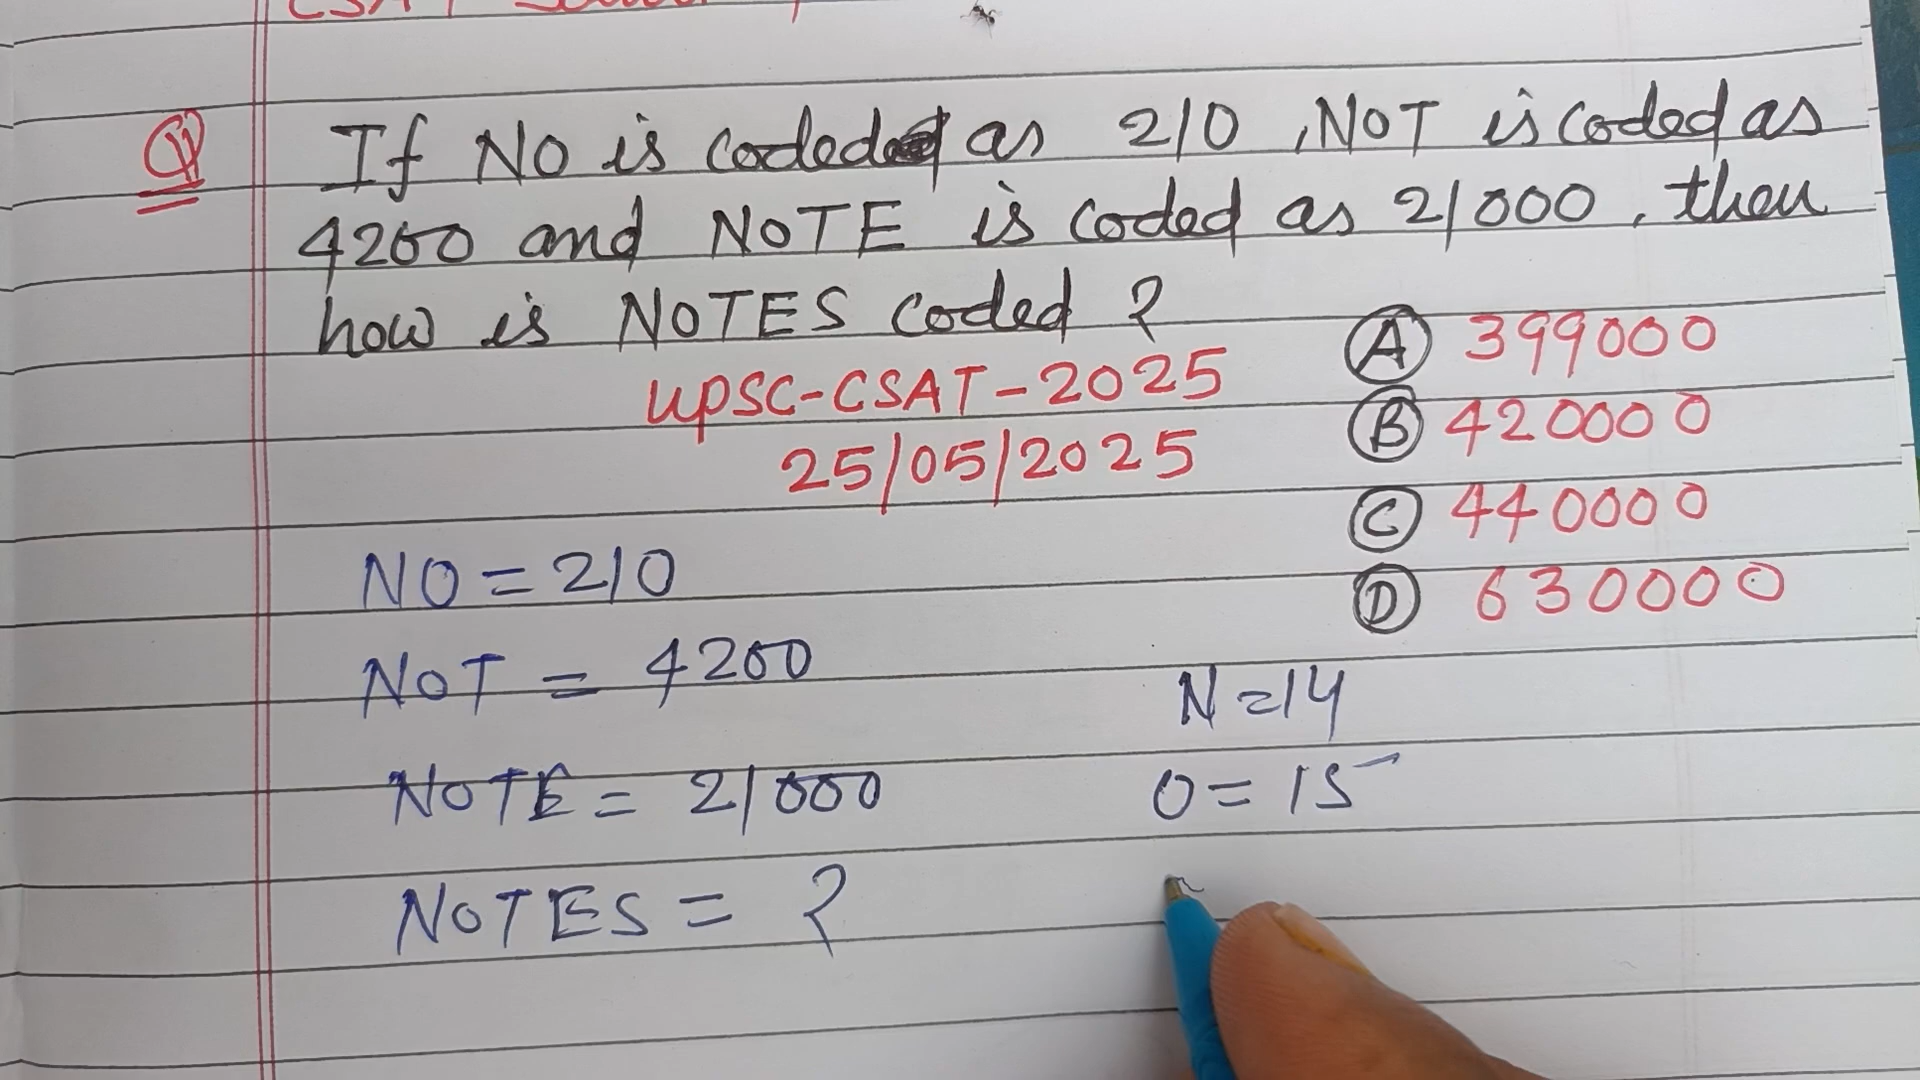 Q If NO is coded as 210, NOT is coded as
4200 and NOTE is coded as 21000, then
how is NOTES coded ?
UPSC-CSAT-2025
25/05/2025
A 399000
B 420000
C 440000
D 630000
NO = 210
NOT = 4200
NOTE = 21000
NOTES = ?
N = 14
O = 15